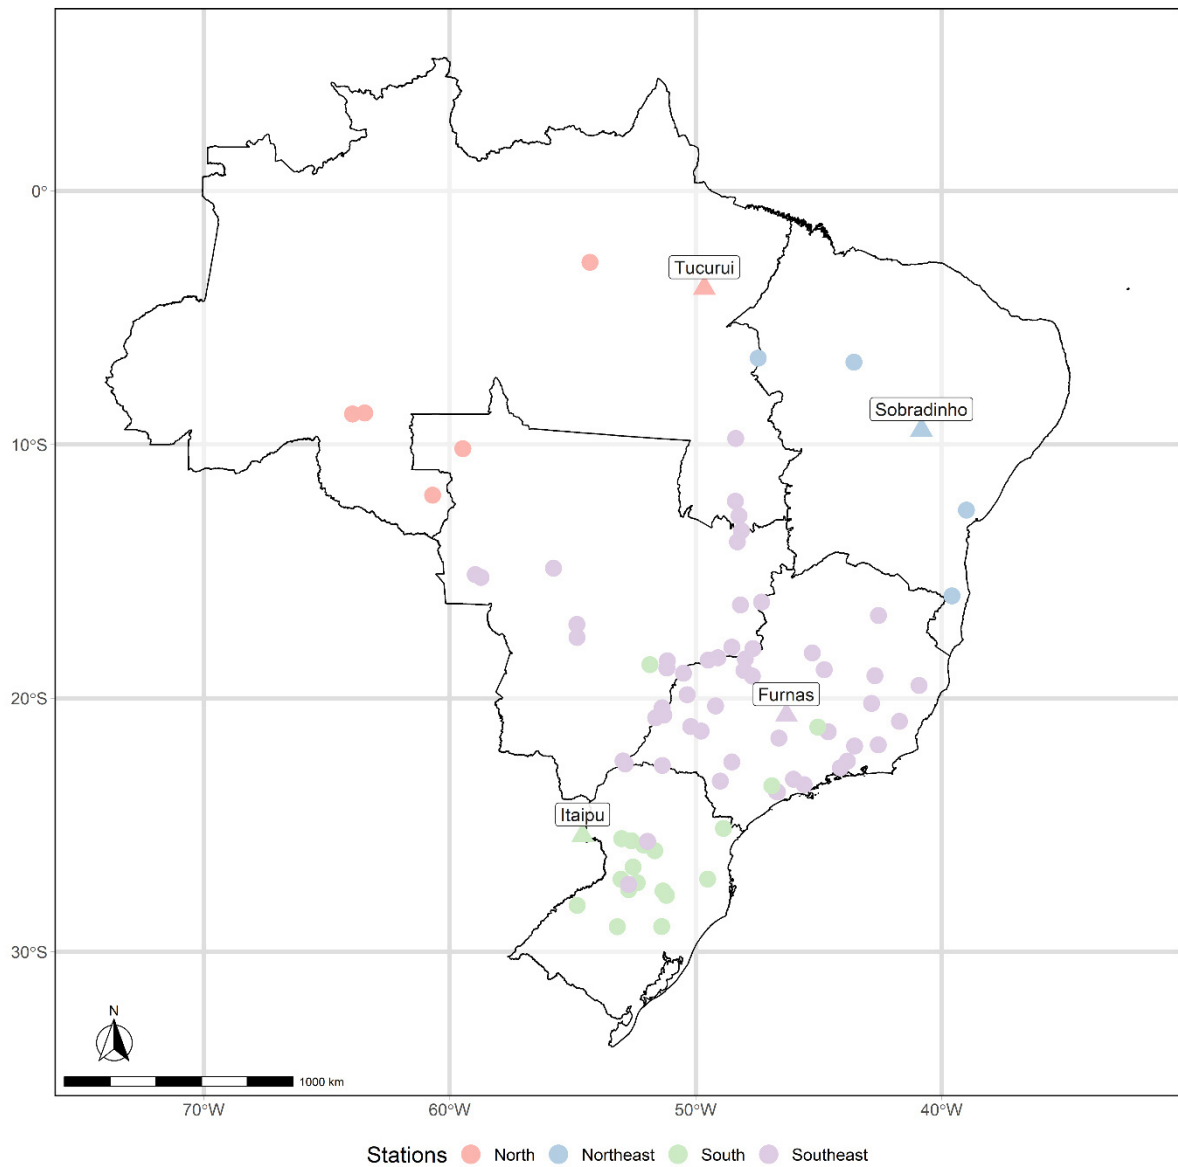 0°
Tucurui
Sobradinho
10°S
20°S
Furnas
Itaipu
30°S
N
1000 km
70°W 60°W 50°W 40°W
Stations North Northeast South Southeast